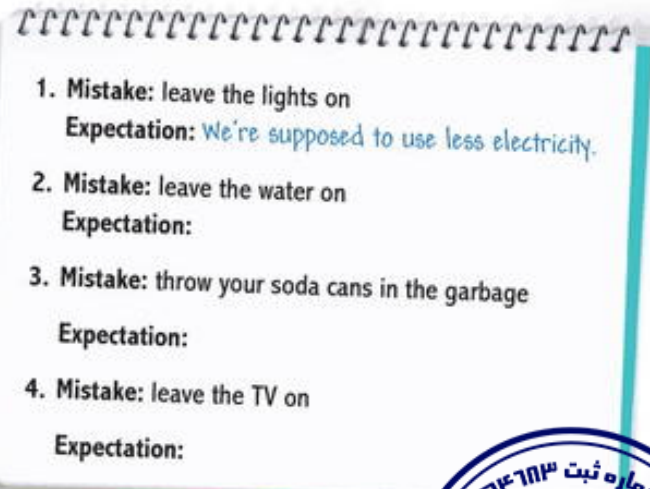 1. Mistake: leave the lights on
Expectation: We're supposed to use less electricity.
2. Mistake: leave the water on
Expectation:
3. Mistake: throw your soda cans in the garbage
Expectation:
4. Mistake: leave the TV on
Expectation: